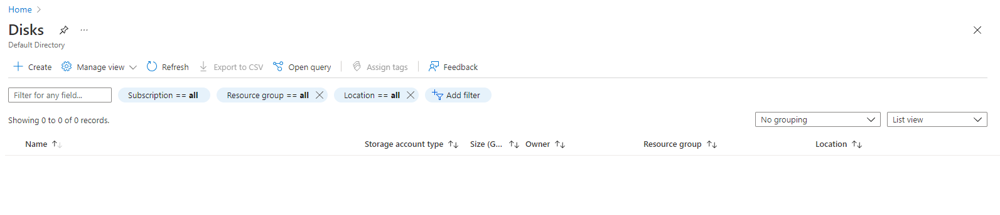 Home
Disks
Default Directory
Create Manage view Refresh Export to CSV Open query Assign tags Feedback
Filter for any field... Subscription == all Resource group == all Location == all Add filter
Showing 0 to 0 of 0 records. No grouping List view
Name Storage account type Size (G... Owner Resource group Location